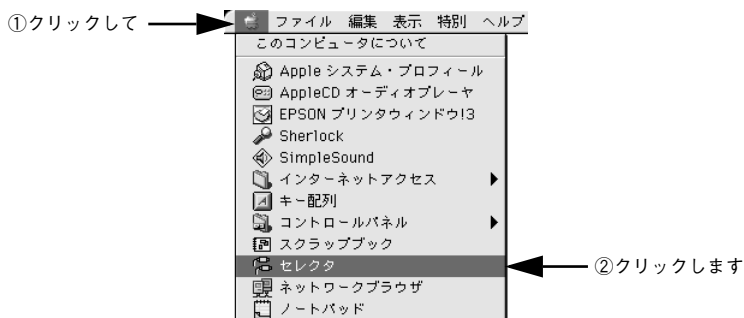 ①クリックして
ファイル 編集 表示 特別 ヘルプ
このコンピュータについて
Apple システム・プロフィール
AppleCD オーディオプレーヤ
EPSON プリンタウィンドウ!3
Sherlock
SimpleSound
インターネットアクセス
キー配列
コントロールパネル
スクラップブック
セレクタ
②クリックします
ネットワークブラウザ
ノートパッド